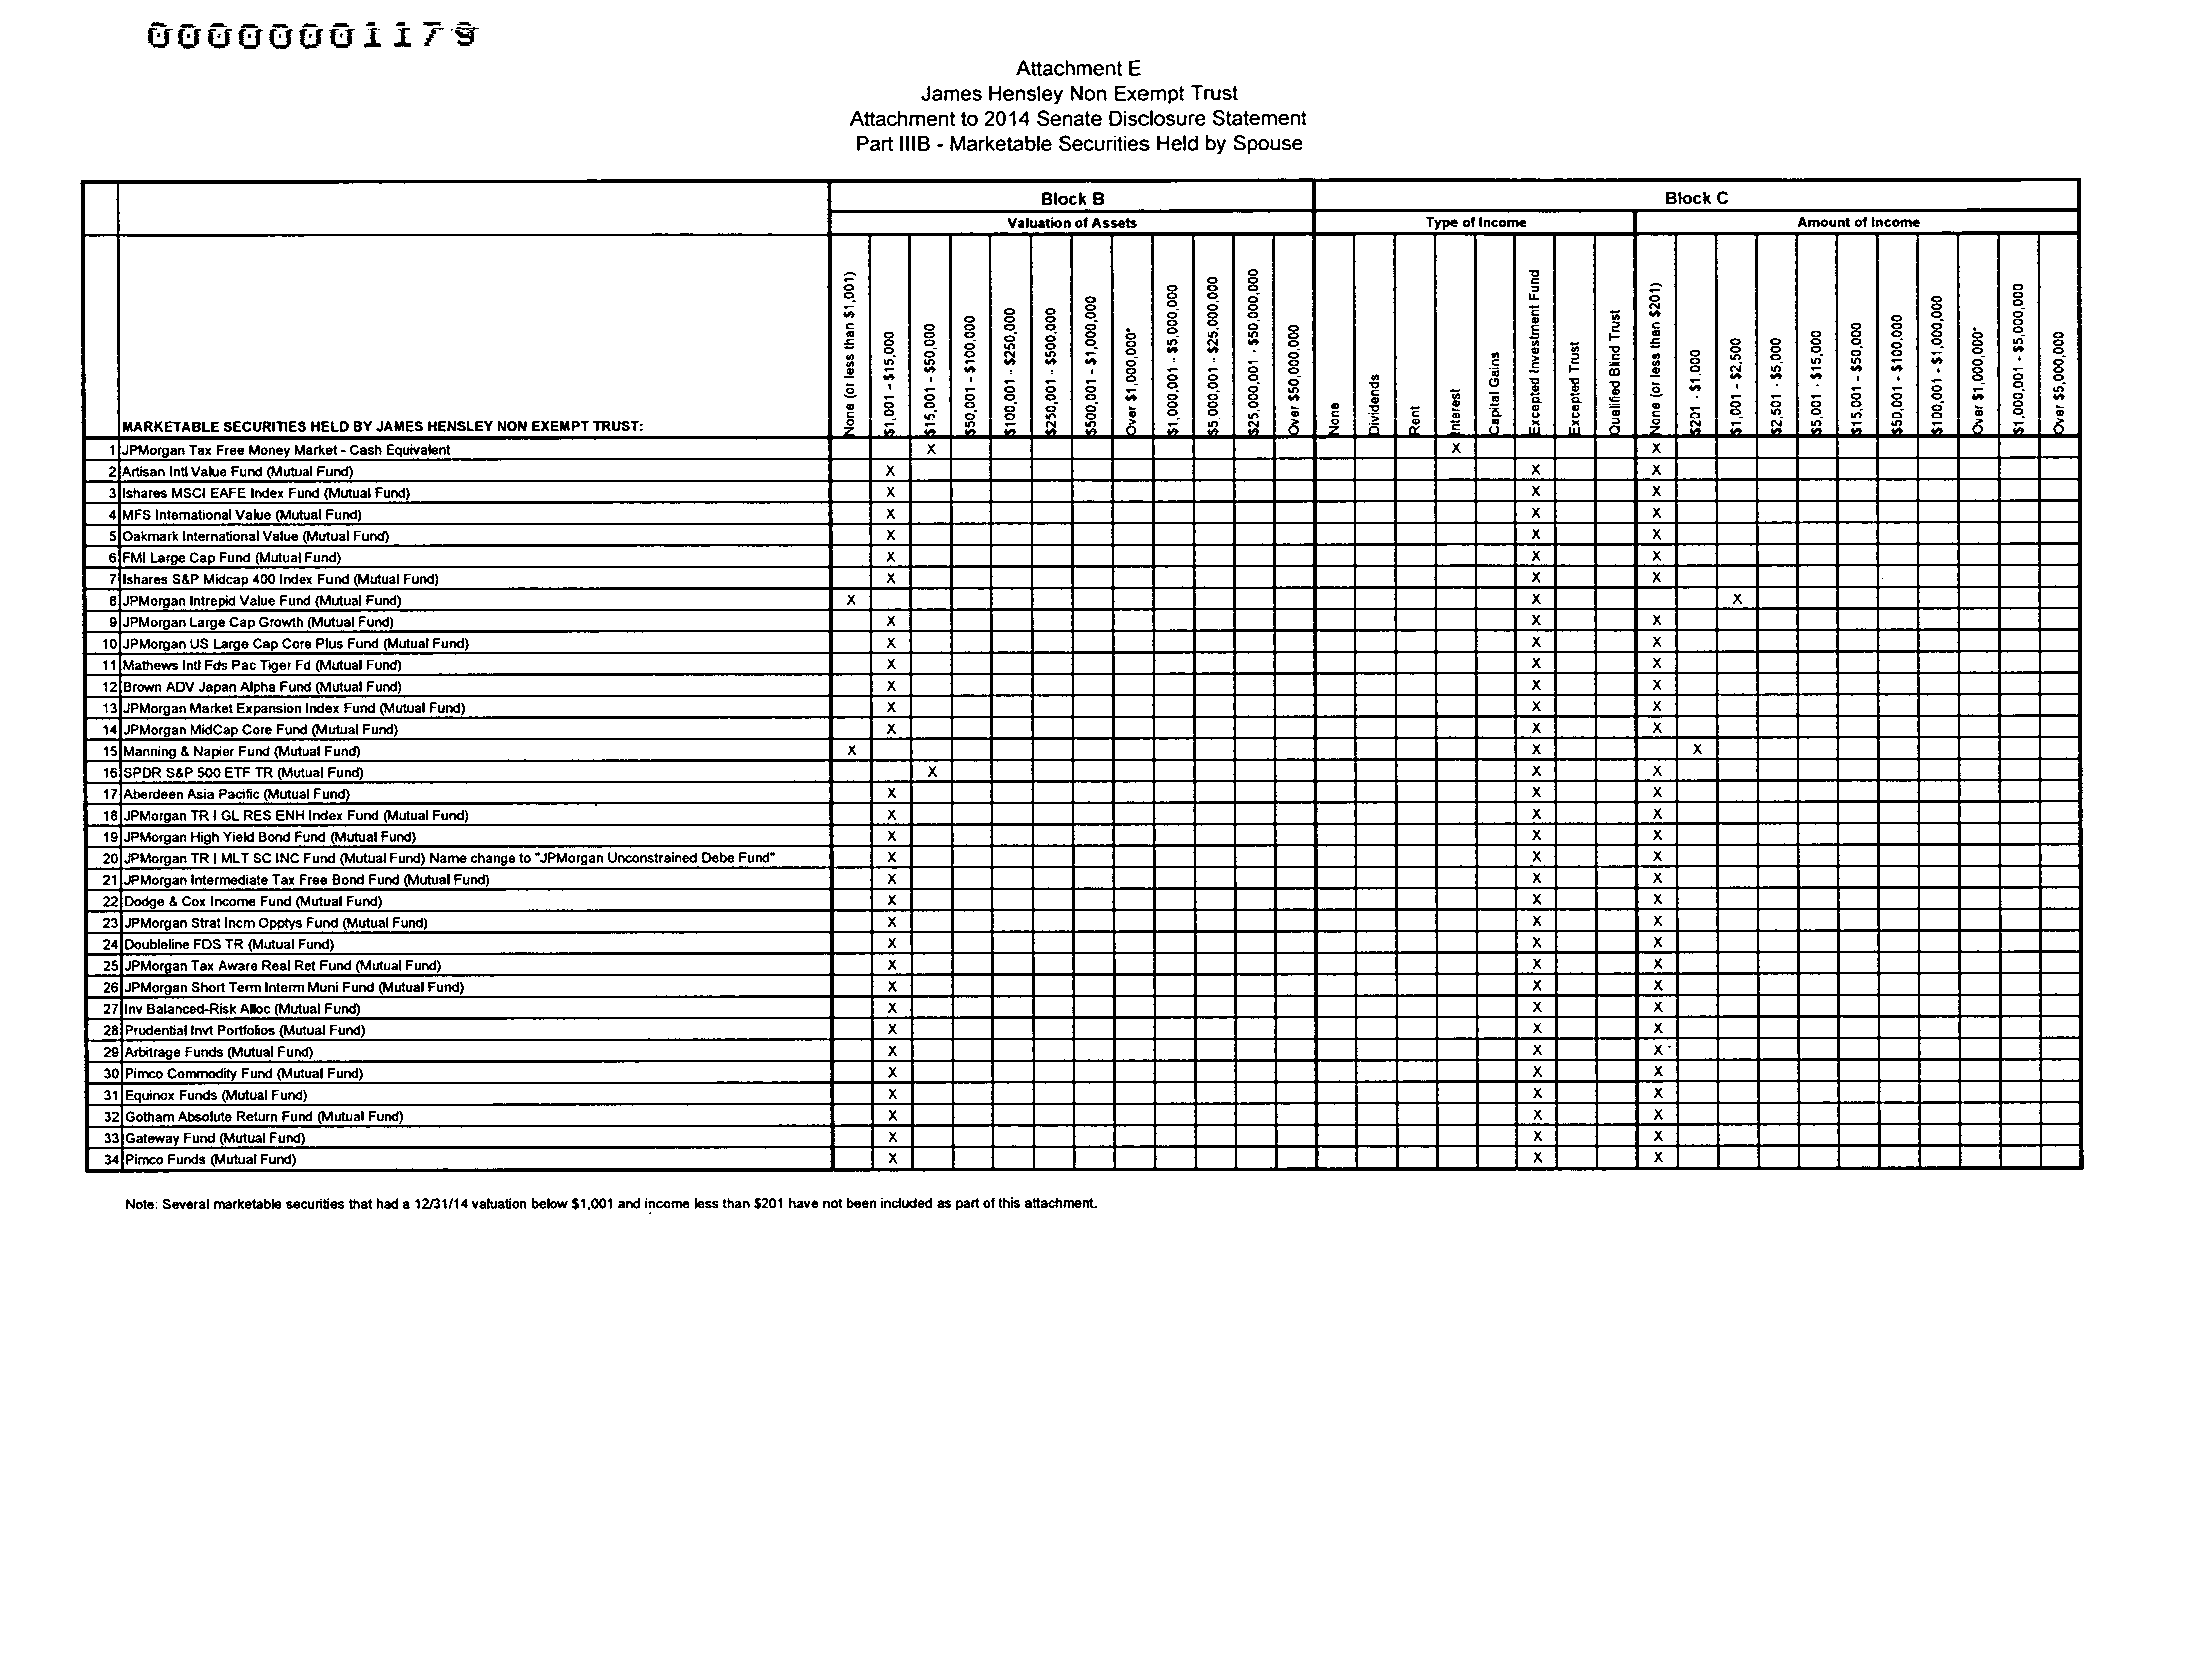 00000001179
Attachment E
James Hensley Non Exempt Trust
Attachment to 2014 Senate Disclosure Statement
Part IIIB - Marketable Securities Held by Spouse
Block B Block C
Valuation of Assets Type of Income Amount of Income
MARKETABLE SECURITIES HELD BY JAMES HENSLEY NON EXEMPT TRUST:
None (or less than $1,001)
$1,001 - $15,000
$15,001 - $50,000
$50,001 - $100,000
$100,001 - $250,000
$250,001 - $500,000
$500,001 - $1,000,000
Over $1,000,000*
$1,000,001 - $5,000,000
$5,000,001 - $25,000,000
$25,000,001 - $50,000,000
Over $50,000,000
None
Dividends
Rent
Interest
Capital Gains
Excepted Investment Fund
Excepted Trust
Qualified Blind Trust
None (or less than $201)
$201 - $1,000
$1,001 - $2,500
$2,501 - $5,000
$5,001 - $15,000
$15,001 - $50,000
$50,001 - $100,000
$100,001 - $1,000,000
Over $1,000,000*
$1,000,001 - $5,000,000
Over $5,000,000
1 JPMorgan Tax Free Money Market - Cash Equivalent X X X
2 Artisan Intl Value Fund (Mutual Fund) X X X
3 Ishares MSCI EAFE Index Fund (Mutual Fund) X X X
4 MFS International Value (Mutual Fund) X X X
5 Oakmark International Value (Mutual Fund) X X X
6 FMI Large Cap Fund (Mutual Fund) X X X
7 Ishares S&P Midcap 400 Index Fund (Mutual Fund) X X X
8 JPMorgan Intrepid Value Fund (Mutual Fund) X X X
9 JPMorgan Large Cap Growth (Mutual Fund) X X X
10 JPMorgan US Large Cap Core Plus Fund (Mutual Fund) X X X
11 Mathews Intl Fds Pac Tiger Fd (Mutual Fund) X X X
12 Brown ADV Japan Alpha Fund (Mutual Fund) X X X
13 JPMorgan Market Expansion Index Fund (Mutual Fund) X X X
14 JPMorgan MidCap Core Fund (Mutual Fund) X X X
15 Manning & Napier Fund (Mutual Fund) X X X
16 SPDR S&P 500 ETF TR (Mutual Fund) X X X
17 Aberdeen Asia Pacific (Mutual Fund) X X X
18 JPMorgan TR I GL RES ENH Index Fund (Mutual Fund) X X X
19 JPMorgan High Yield Bond Fund (Mutual Fund) X X X
20 JPMorgan TR I MLT SC INC Fund (Mutual Fund) Name change to "JPMorgan Unconstrained Debe Fund" X X X
21 JPMorgan Intermediate Tax Free Bond Fund (Mutual Fund) X X X
22 Dodge & Cox Income Fund (Mutual Fund) X X X
23 JPMorgan Strat Incm Opptys Fund (Mutual Fund) X X X
24 Doubleline FDS TR (Mutual Fund) X X X
25 JPMorgan Tax Aware Real Ret Fund (Mutual Fund) X X X
26 JPMorgan Short Term Interm Muni Fund (Mutual Fund) X X X
27 Inv Balanced-Risk Alloc (Mutual Fund) X X X
28 Prudential Invt Portfolios (Mutual Fund) X X X
29 Arbitrage Funds (Mutual Fund) X X X
30 Pimco Commodity Fund (Mutual Fund) X X X
31 Equinox Funds (Mutual Fund) X X X
32 Gotham Absolute Return Fund (Mutual Fund) X X X
33 Gateway Fund (Mutual Fund) X X X
34 Pimco Funds (Mutual Fund) X X X
Note: Several marketable securities that had a 12/31/14 valuation below $1,001 and income less than $201 have not been included as part of this attachment.